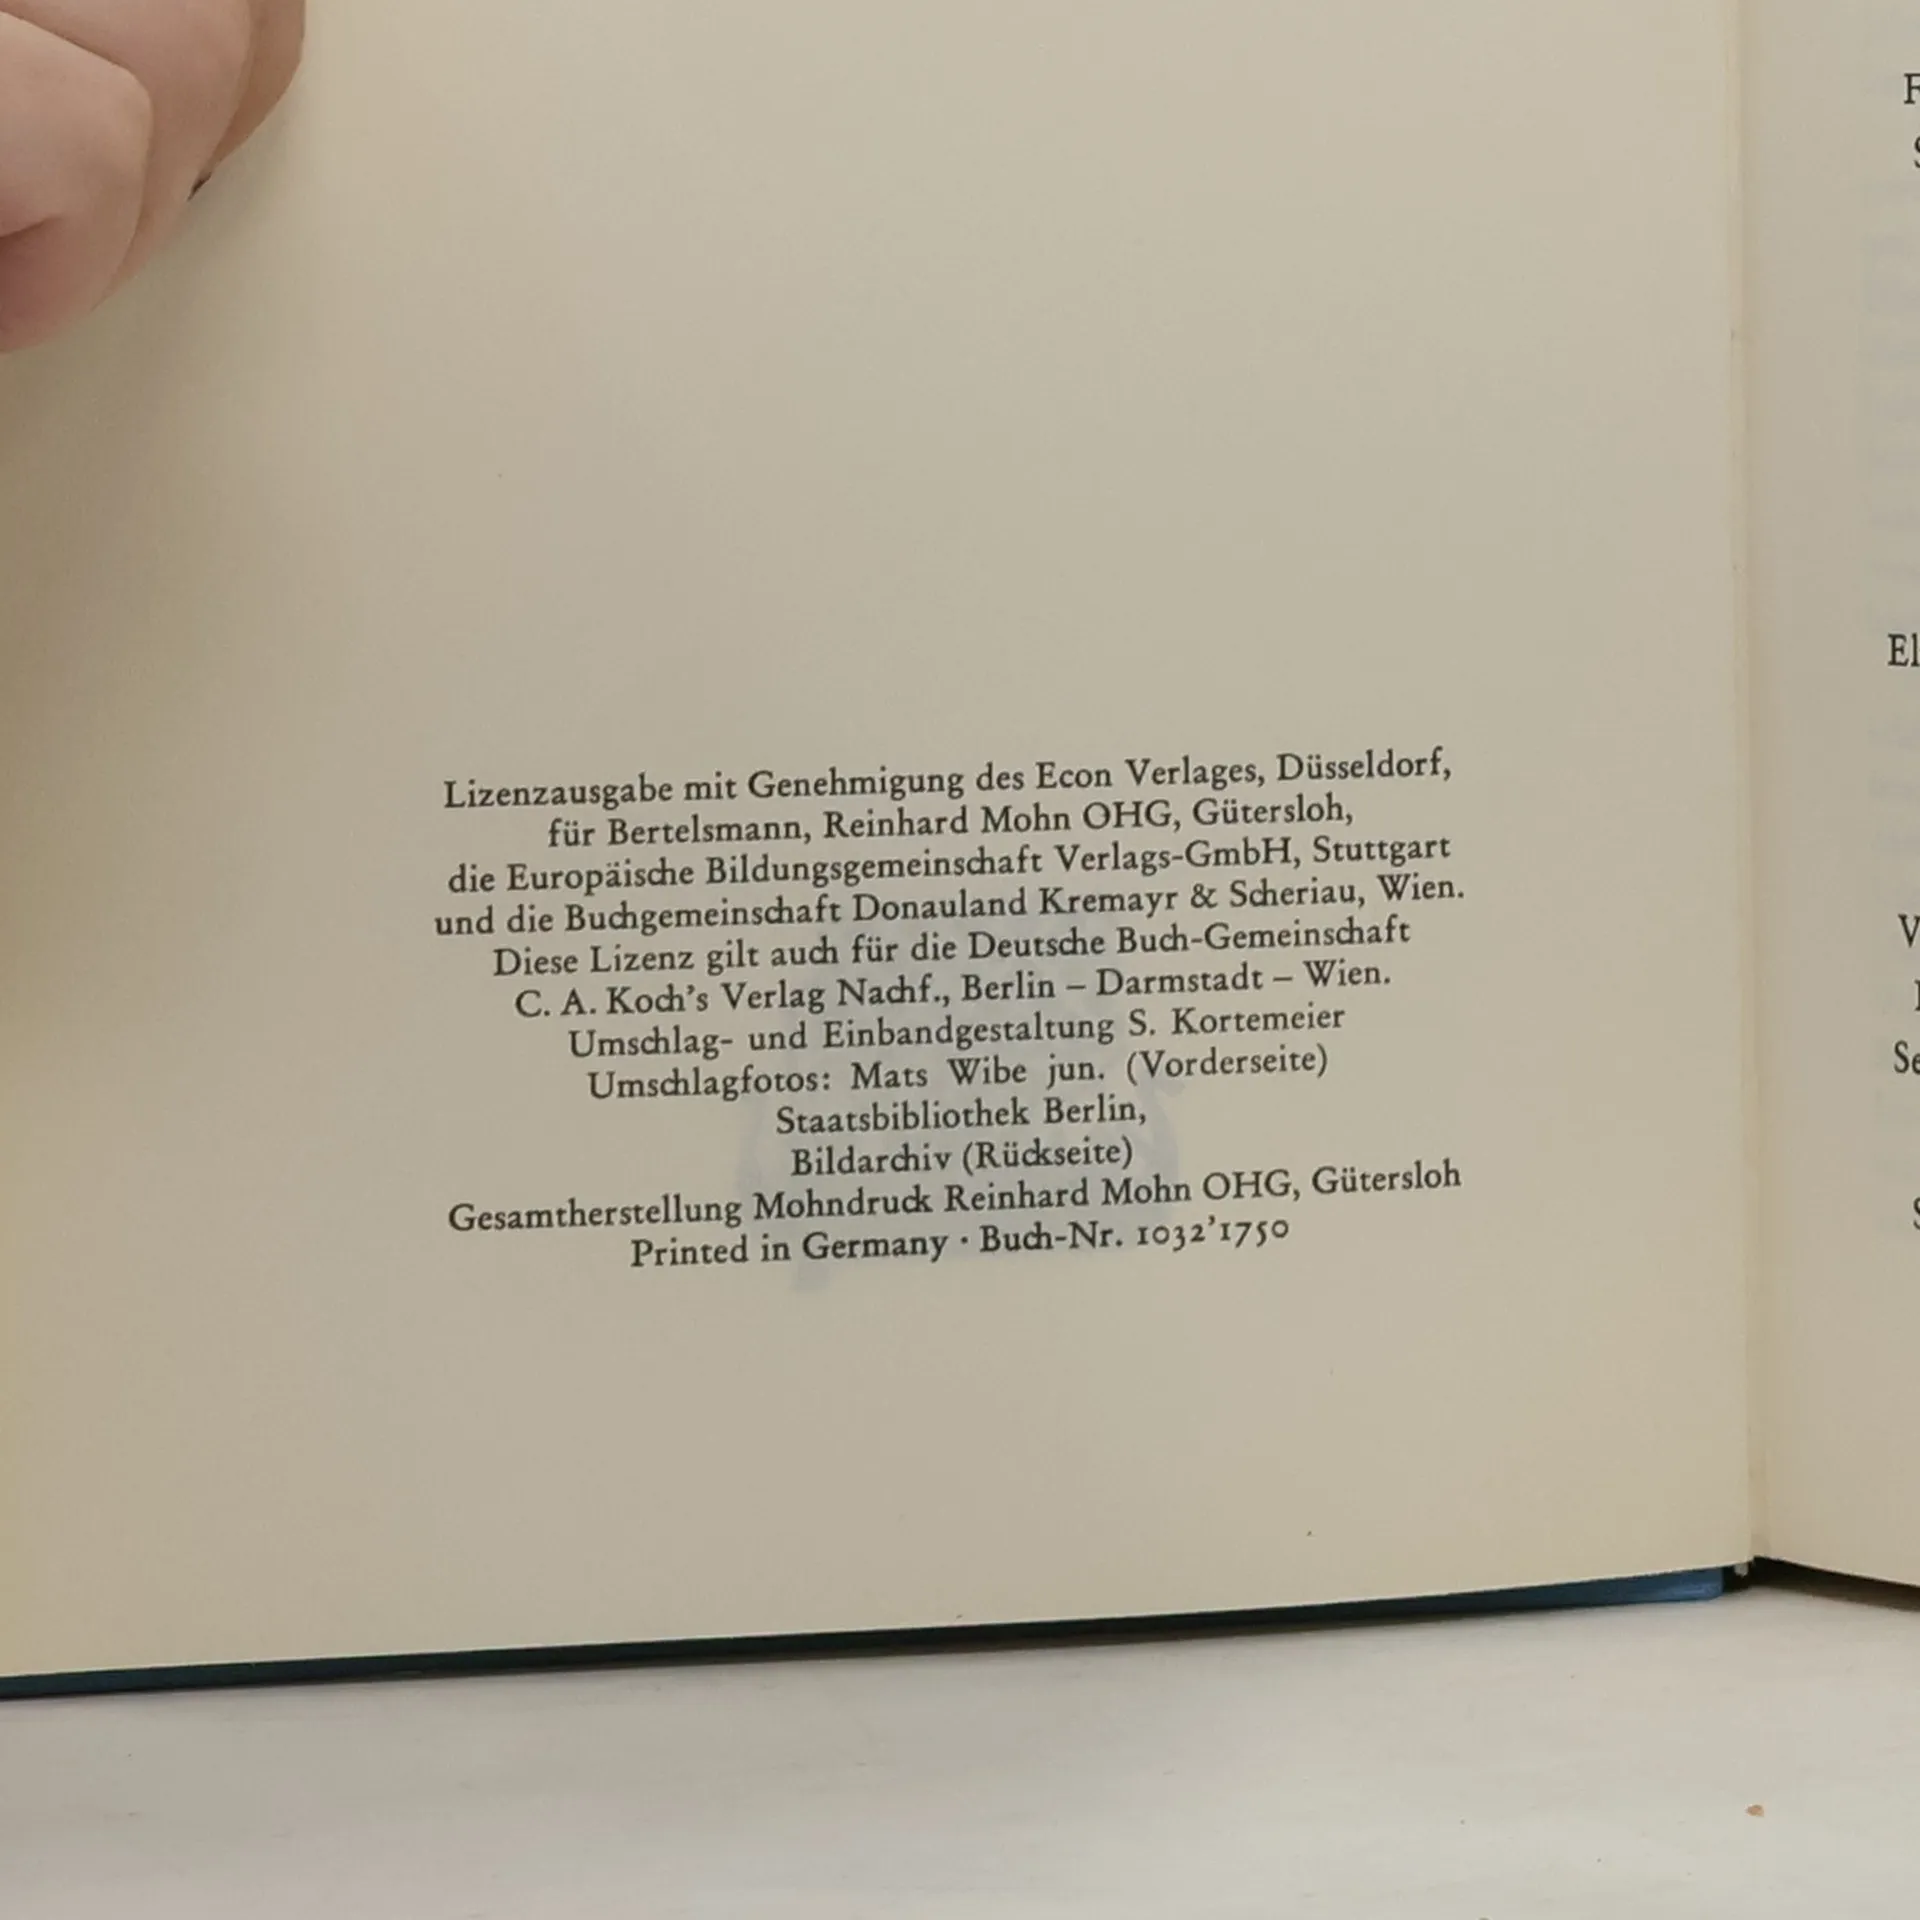 Lizenzausgabe mit Genehmigung des Econ Verlages, Düsseldorf,
für Bertelsmann, Reinhard Mohn OHG, Gütersloh,
die Europäische Bildungsgemeinschaft Verlags-GmbH, Stuttgart
und die Buchgemeinschaft Donauland Kremayr & Scheriau, Wien.
Diese Lizenz gilt auch für die Deutsche Buch-Gemeinschaft
C. A. Koch's Verlag Nachf., Berlin – Darmstadt – Wien.
Umschlag- und Einbandgestaltung S. Kortemeier
Umschlagfotos: Mats Wibe jun. (Vorderseite)
Staatsbibliothek Berlin,
Bildarchiv (Rückseite)
Gesamtherstellung Mohndruck Reinhard Mohn OHG, Gütersloh
Printed in Germany · Buch-Nr. 1032'1750